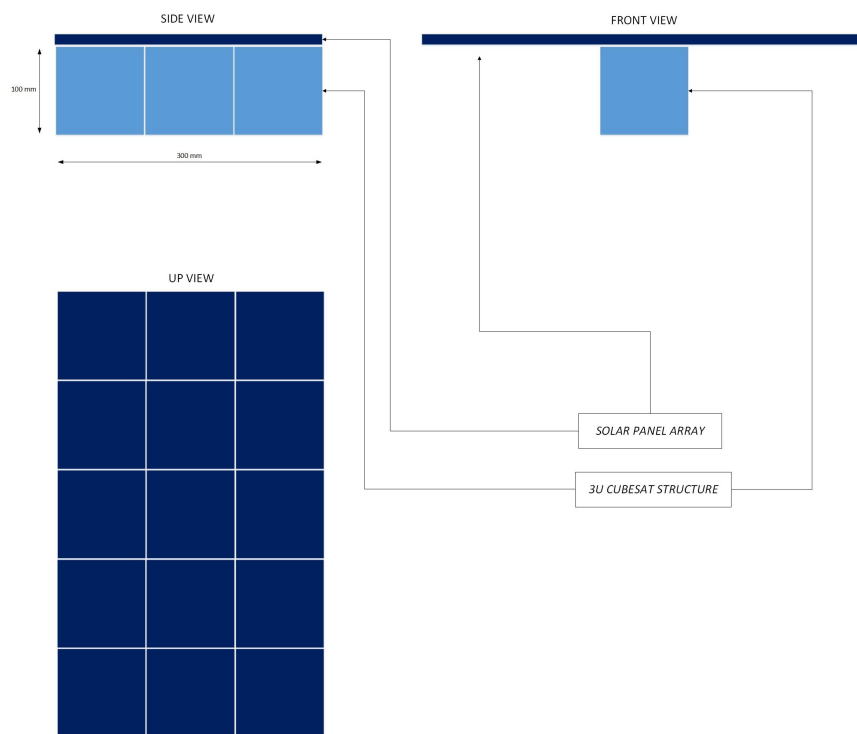 SIDE VIEW
FRONT VIEW
100 mm
300 mm
UP VIEW
SOLAR PANEL ARRAY
3U CUBESAT STRUCTURE